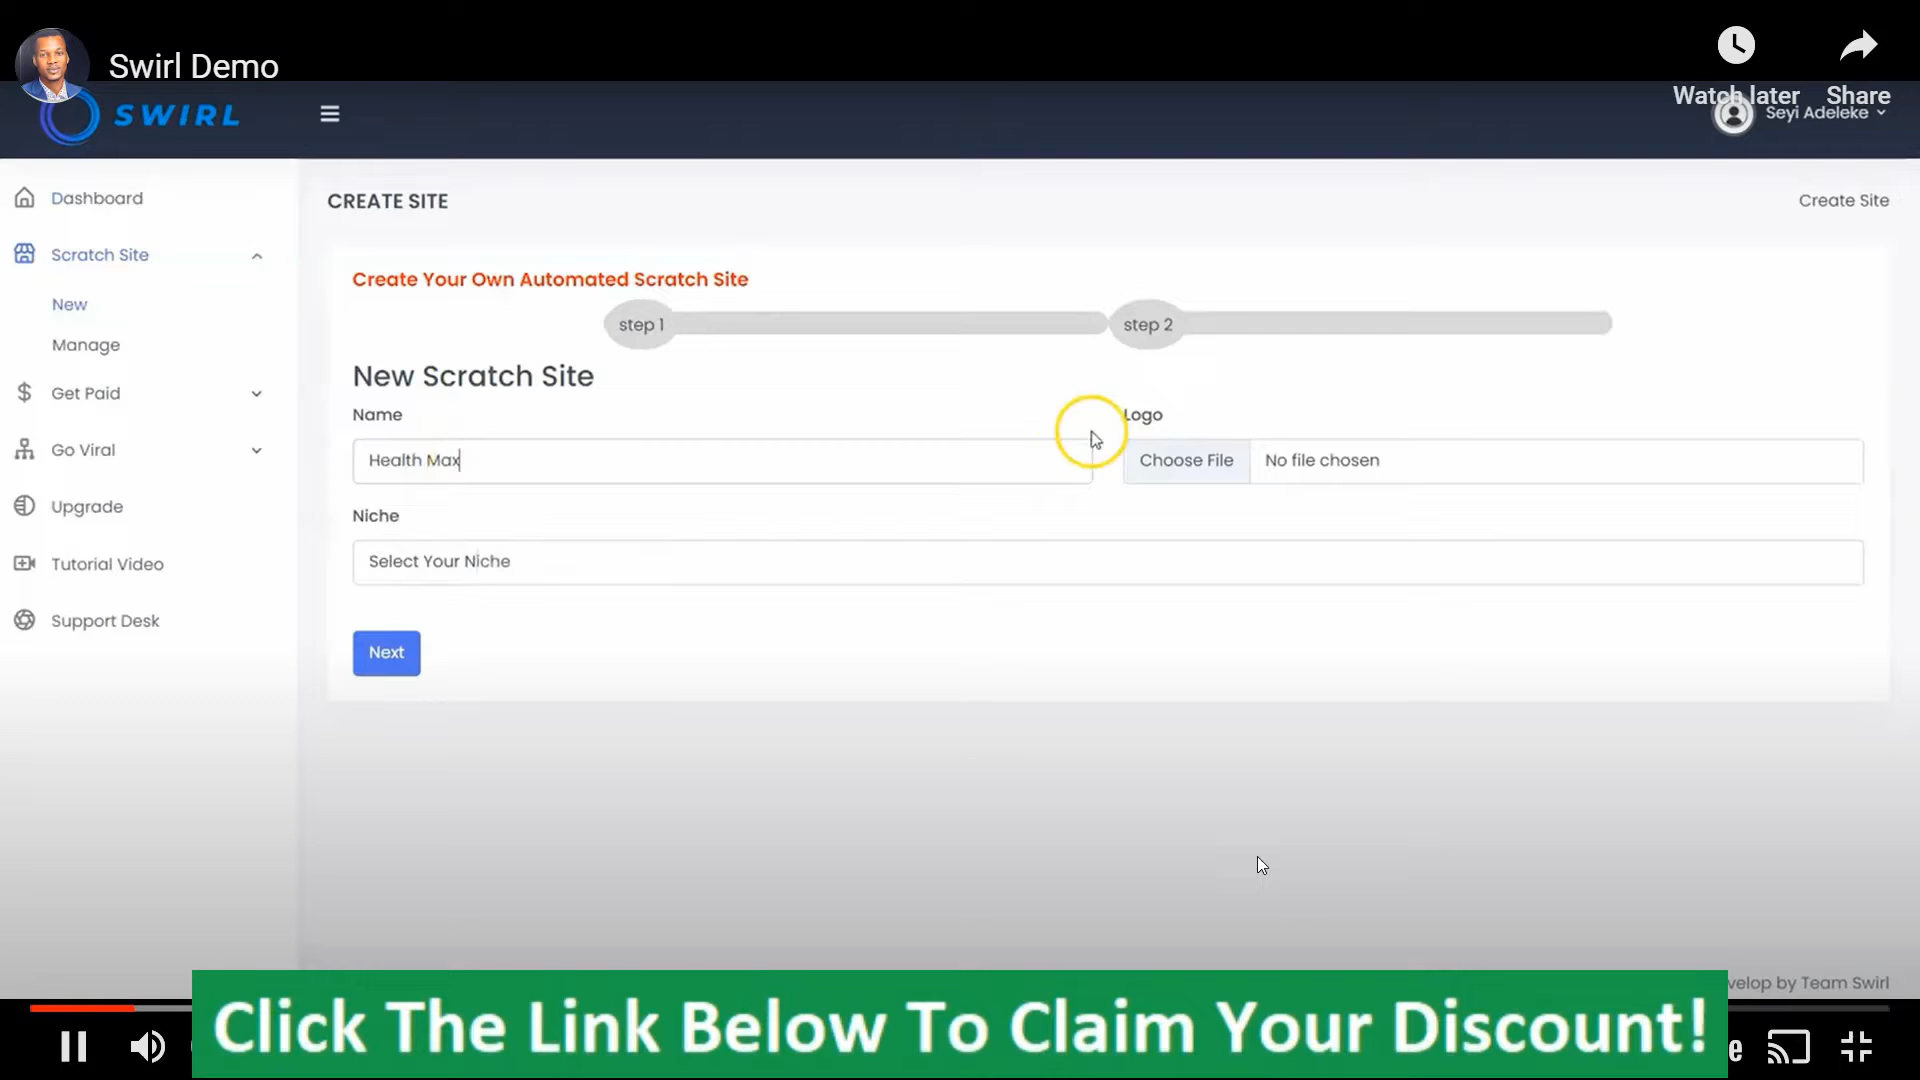 Swirl Demo
Watch later
Share
SWIRL
Seyi Adeleke
Dashboard
Scratch Site
New
Manage
Get Paid
Go Viral
Upgrade
Tutorial Video
Support Desk
CREATE SITE
Create Site
Create Your Own Automated Scratch Site
step 1
step 2
New Scratch Site
Name
Logo
Health Max
Choose File
No file chosen
Niche
Select Your Niche
Next
velop by Team Swirl
Click The Link Below To Claim Your Discount!